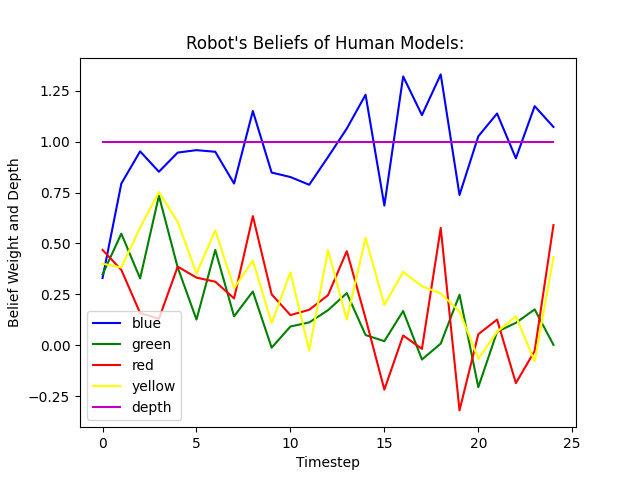 Robot's Beliefs of Human Models:
Belief Weight and Depth
1.25
1.00
0.75
0.50
0.25
0.00
−0.25
blue
green
red
yellow
depth
0
5
10
15
20
25
Timestep